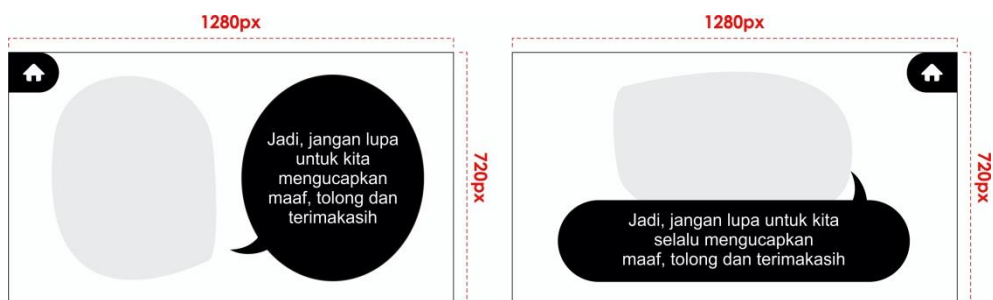 1280px
720px
Jadi, jangan lupa
untuk kita
mengucapkan
maaf, tolong dan
terimakasih
1280px
720px
Jadi, jangan lupa untuk kita
selalu mengucapkan
maaf, tolong dan terimakasih